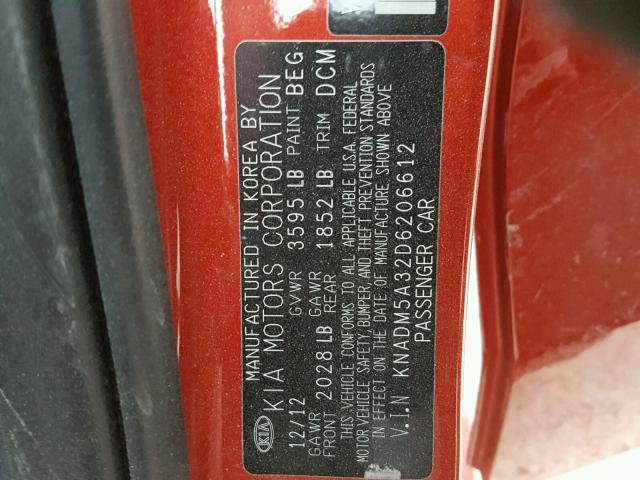 KIA
MANUFACTURED IN KOREA BY
KIA MOTORS CORPORATION
12/12 GVWR 3595 LB PAINT BEG
GAWR FRONT 2028 LB GAWR REAR 1852 LB TRIM DCM
THIS VEHICLE CONFORMS TO ALL APPLICABLE U.S.A. FEDERAL
MOTOR VEHICLE SAFETY, BUMPER, AND THEFT PREVENTION STANDARDS
IN EFFECT ON THE DATE OF MANUFACTURE SHOWN ABOVE
V.I.N KNADM5A32D6206612
PASSENGER CAR